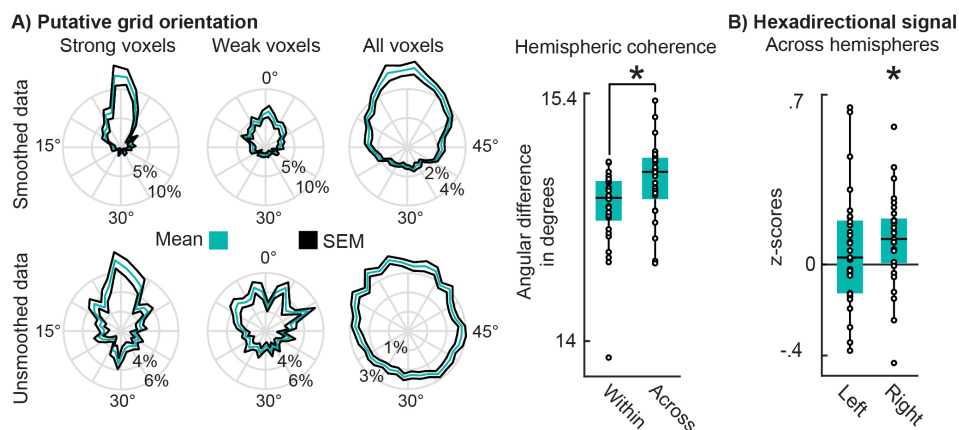 A) Putative grid orientation
B) Hexadirectional signal
Strong voxels
Weak voxels
All voxels
Hemispheric coherence
Across hemispheres
Smoothed data
0°
15°
45°
5%
10%
5%
10%
2%
4%
30°
30°
Mean
SEM
Unsmoothed data
0°
15°
45°
4%
6%
4%
6%
1%
3%
30°
30°
Angular difference
in degrees
15.4
14
*
Within
Across
*
z-scores
.7
0
-.4
Left
Right